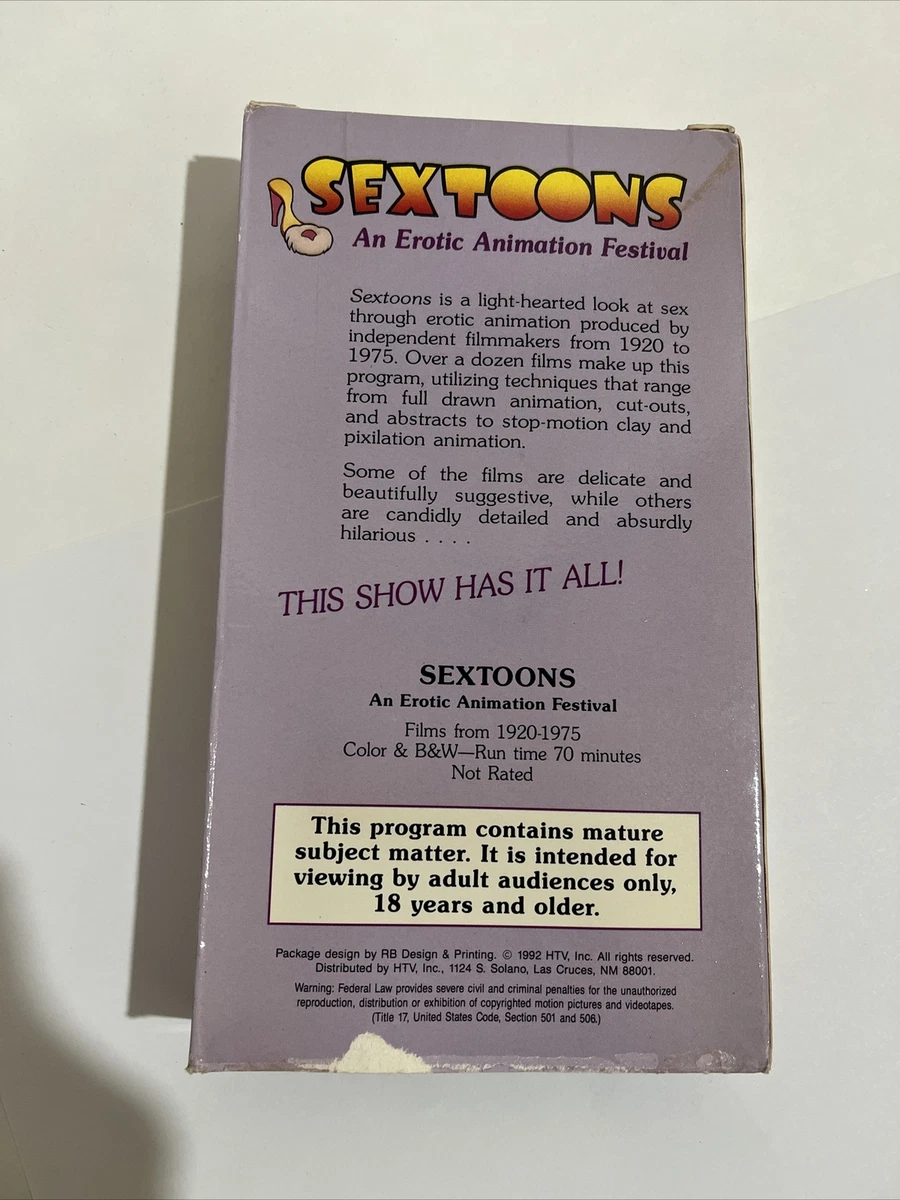 SEXTOONS
An Erotic Animation Festival
Sextoons is a light-hearted look at sex
through erotic animation produced by
independent filmmakers from 1920 to
1975. Over a dozen films make up this
program, utilizing techniques that range
from full drawn animation, cut-outs,
and abstracts to stop-motion clay and
pixilation animation.
Some of the films are delicate and
beautifully suggestive, while others
are candidly detailed and absurdly
hilarious . . . .
THIS SHOW HAS IT ALL!
SEXTOONS
An Erotic Animation Festival
Films from 1920-1975
Color & B&W—Run time 70 minutes
Not Rated
This program contains mature
subject matter. It is intended for
viewing by adult audiences only,
18 years and older.
Package design by RB Design & Printing. © 1992 HTV, Inc. All rights reserved.
Distributed by HTV, Inc., 1124 S. Solano, Las Cruces, NM 88001.
Warning: Federal Law provides severe civil and criminal penalties for the unauthorized
reproduction, distribution or exhibition of copyrighted motion pictures and videotapes.
(Title 17, United States Code, Section 501 and 506.)